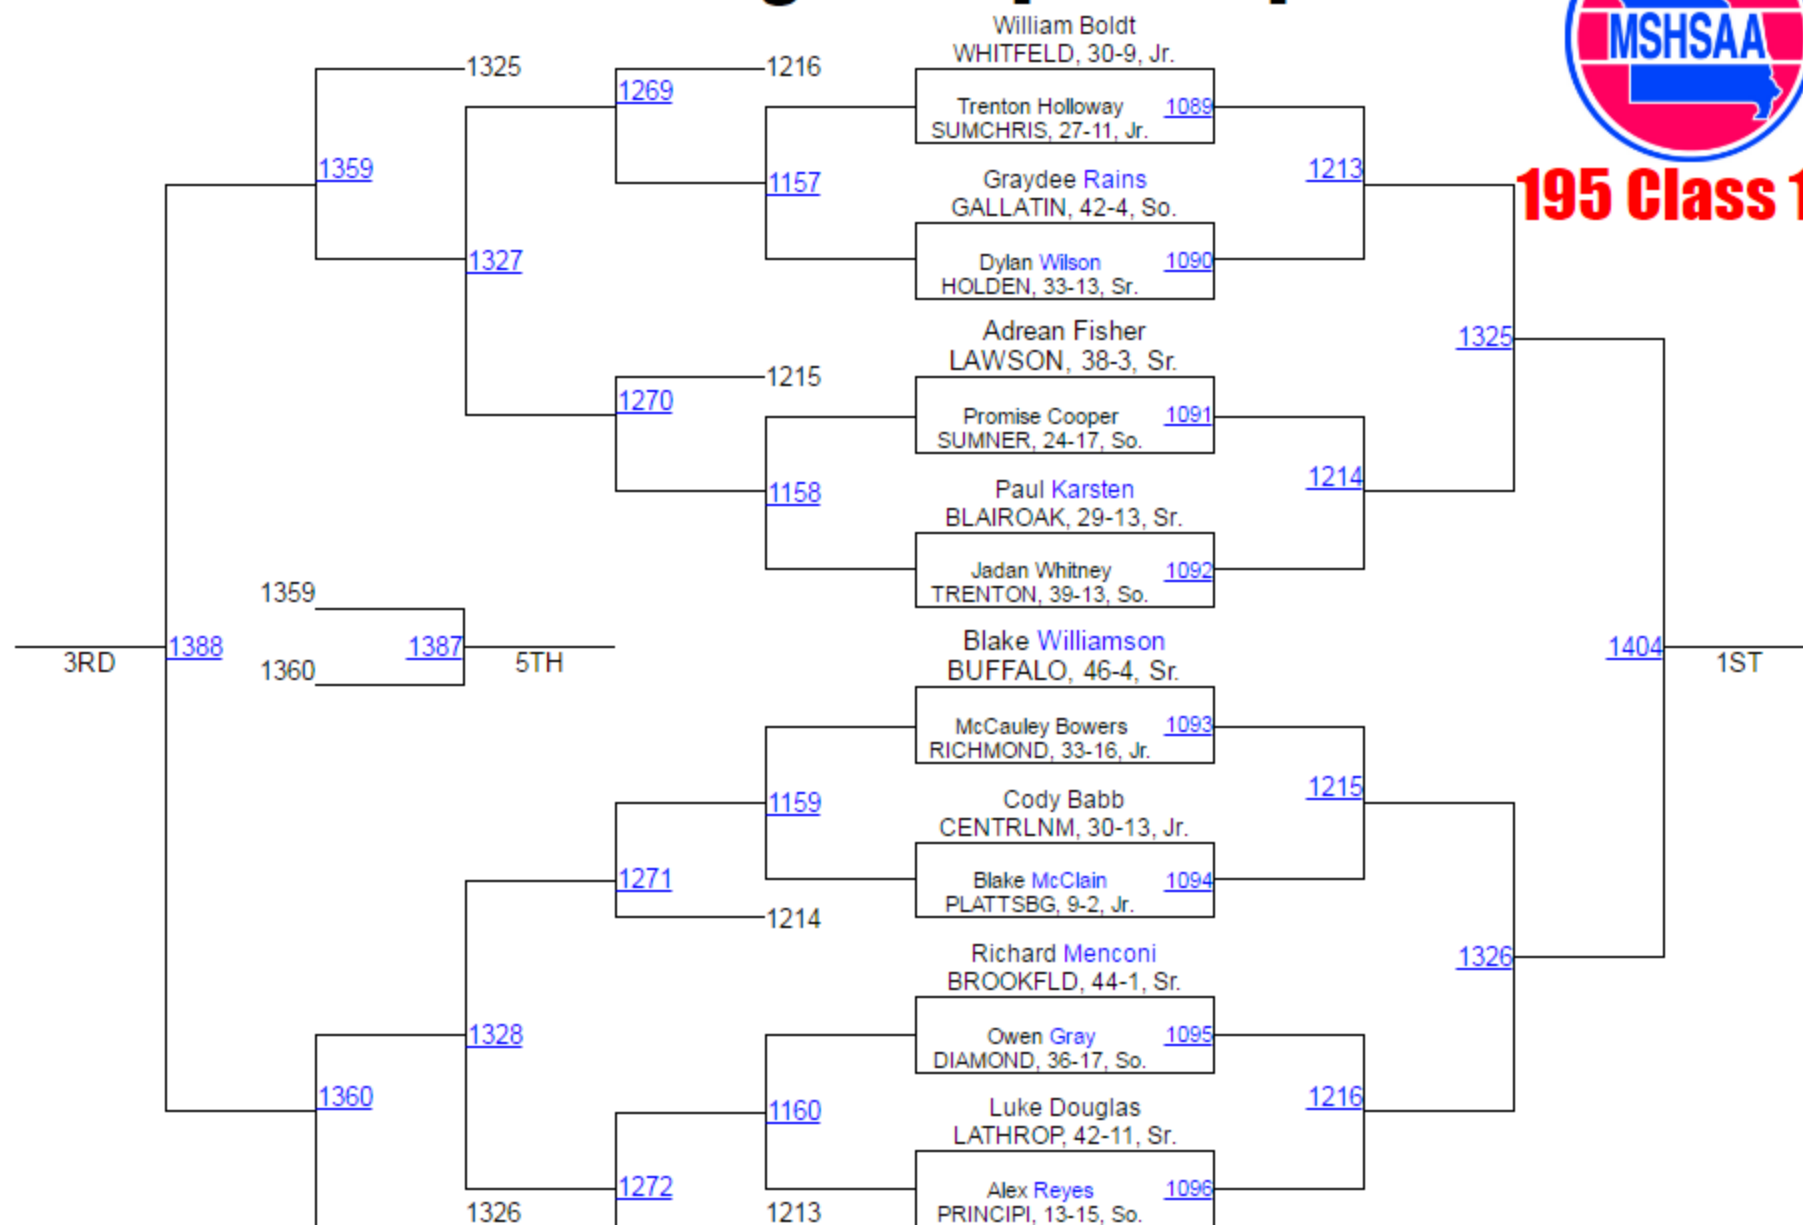 William Boldt
WHITFELD, 30-9, Jr.
1325
1216
1269
Trenton Holloway
1089
SUMCHRIS, 27-11, Jr.
MSHSAA
195 Class 1
1359
1157
Graydee Rains
GALLATIN, 42-4, So.
1213
1327
Dylan Wilson
1090
HOLDEN, 33-13, Sr.
Adrean Fisher
LAWSON, 38-3, Sr.
1325
1215
1270
Promise Cooper
1091
SUMNER, 24-17, So.
1158
Paul Karsten
BLAIROAK, 29-13, Sr.
1214
Jadan Whitney
1092
TRENTON, 39-13, So.
1359
Blake Williamson
BUFFALO, 46-4, Sr.
1388
3RD
1387
5TH
1360
1404
1ST
McCauley Bowers
1093
RICHMOND, 33-16, Jr.
1159
Cody Babb
CENTRLNM, 30-13, Jr.
1215
1271
Blake McClain
1094
PLATTSBG, 9-2, Jr.
1214
Richard Menconi
BROOKFLD, 44-1, Sr.
1326
1328
Owen Gray
1095
DIAMOND, 36-17, So.
1360
1160
Luke Douglas
LATHROP, 42-11, Sr.
1216
1272
Alex Reyes
1096
PRINCIPI, 13-15, So.
1326
1213